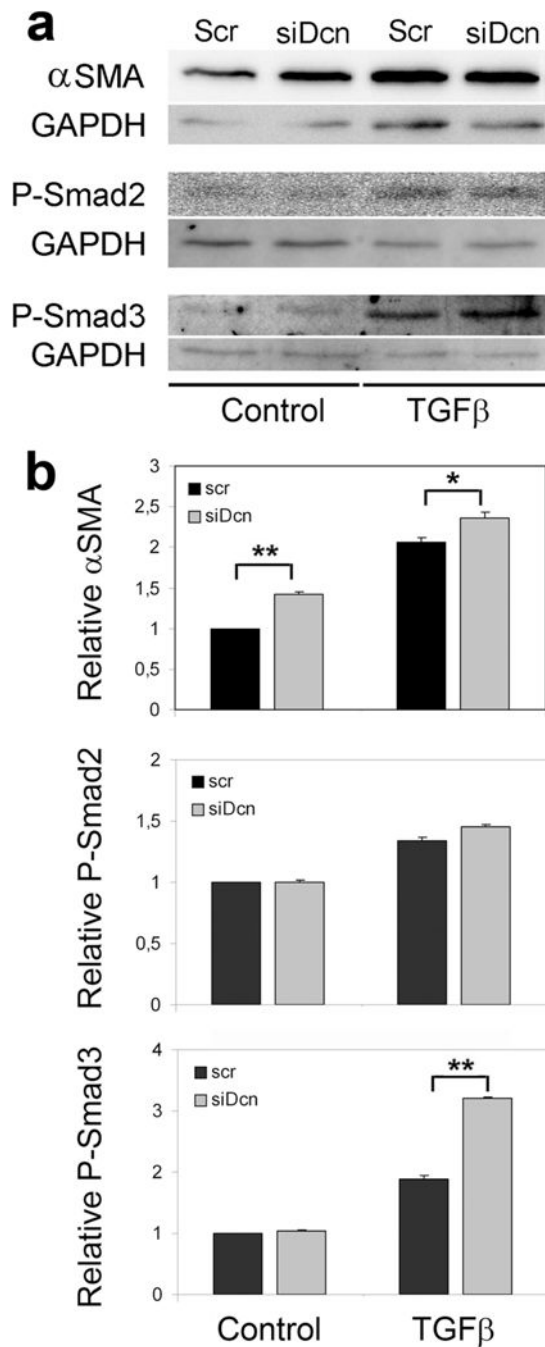 a
Scr siDcn Scr siDcn
αSMA
GAPDH
P-Smad2
GAPDH
P-Smad3
GAPDH
Control TGFβ
b
Relative αSMA
3
2,5
2
1,5
1
0,5
0
scr
siDcn
**
*
Relative P-Smad2
2
1,5
1
0,5
0
scr
siDcn
Relative P-Smad3
4
3
2
1
0
scr
siDcn
**
Control TGFβ